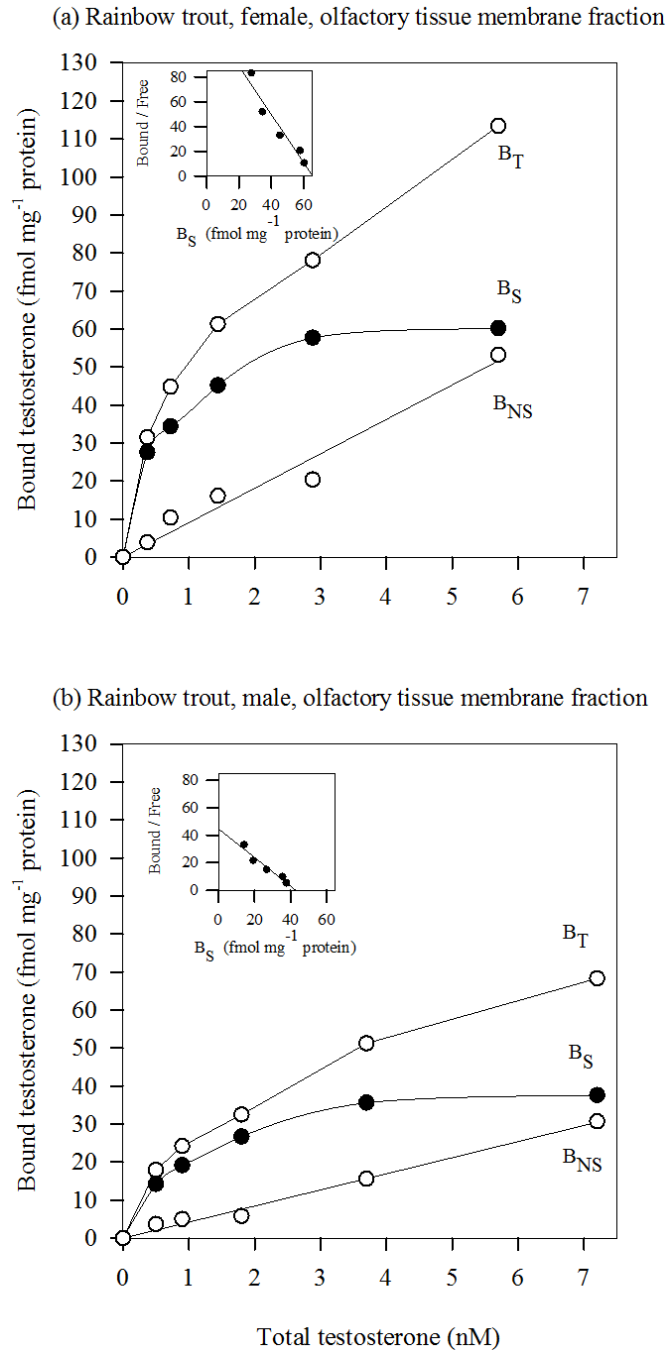 (a) Rainbow trout, female, olfactory tissue membrane fraction
130
120
110
100
90
80
70
60
50
40
30
20
10
0
Bound testosterone (fmol mg-1 protein)
80
60
40
20
0
Bound / Free
0 20 40 60
BS (fmol mg-1 protein)
BT
BS
BNS
0 1 2 3 4 5 6 7
(b) Rainbow trout, male, olfactory tissue membrane fraction
130
120
110
100
90
80
70
60
50
40
30
20
10
0
Bound testosterone (fmol mg-1 protein)
80
60
40
20
0
Bound / Free
0 20 40 60
BS (fmol mg-1 protein)
BT
BS
BNS
0 1 2 3 4 5 6 7
Total testosterone (nM)